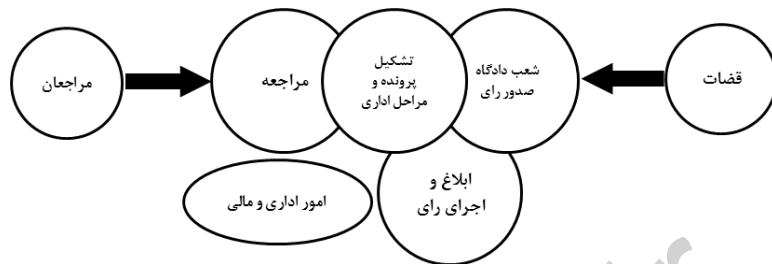 قضات
شعب دادگاه
صدور رای
تشکیل
پرونده و
مراحل اداری
مراجعه
مراجعان
ابلاغ و
اجرای رای
امور اداری و مالی